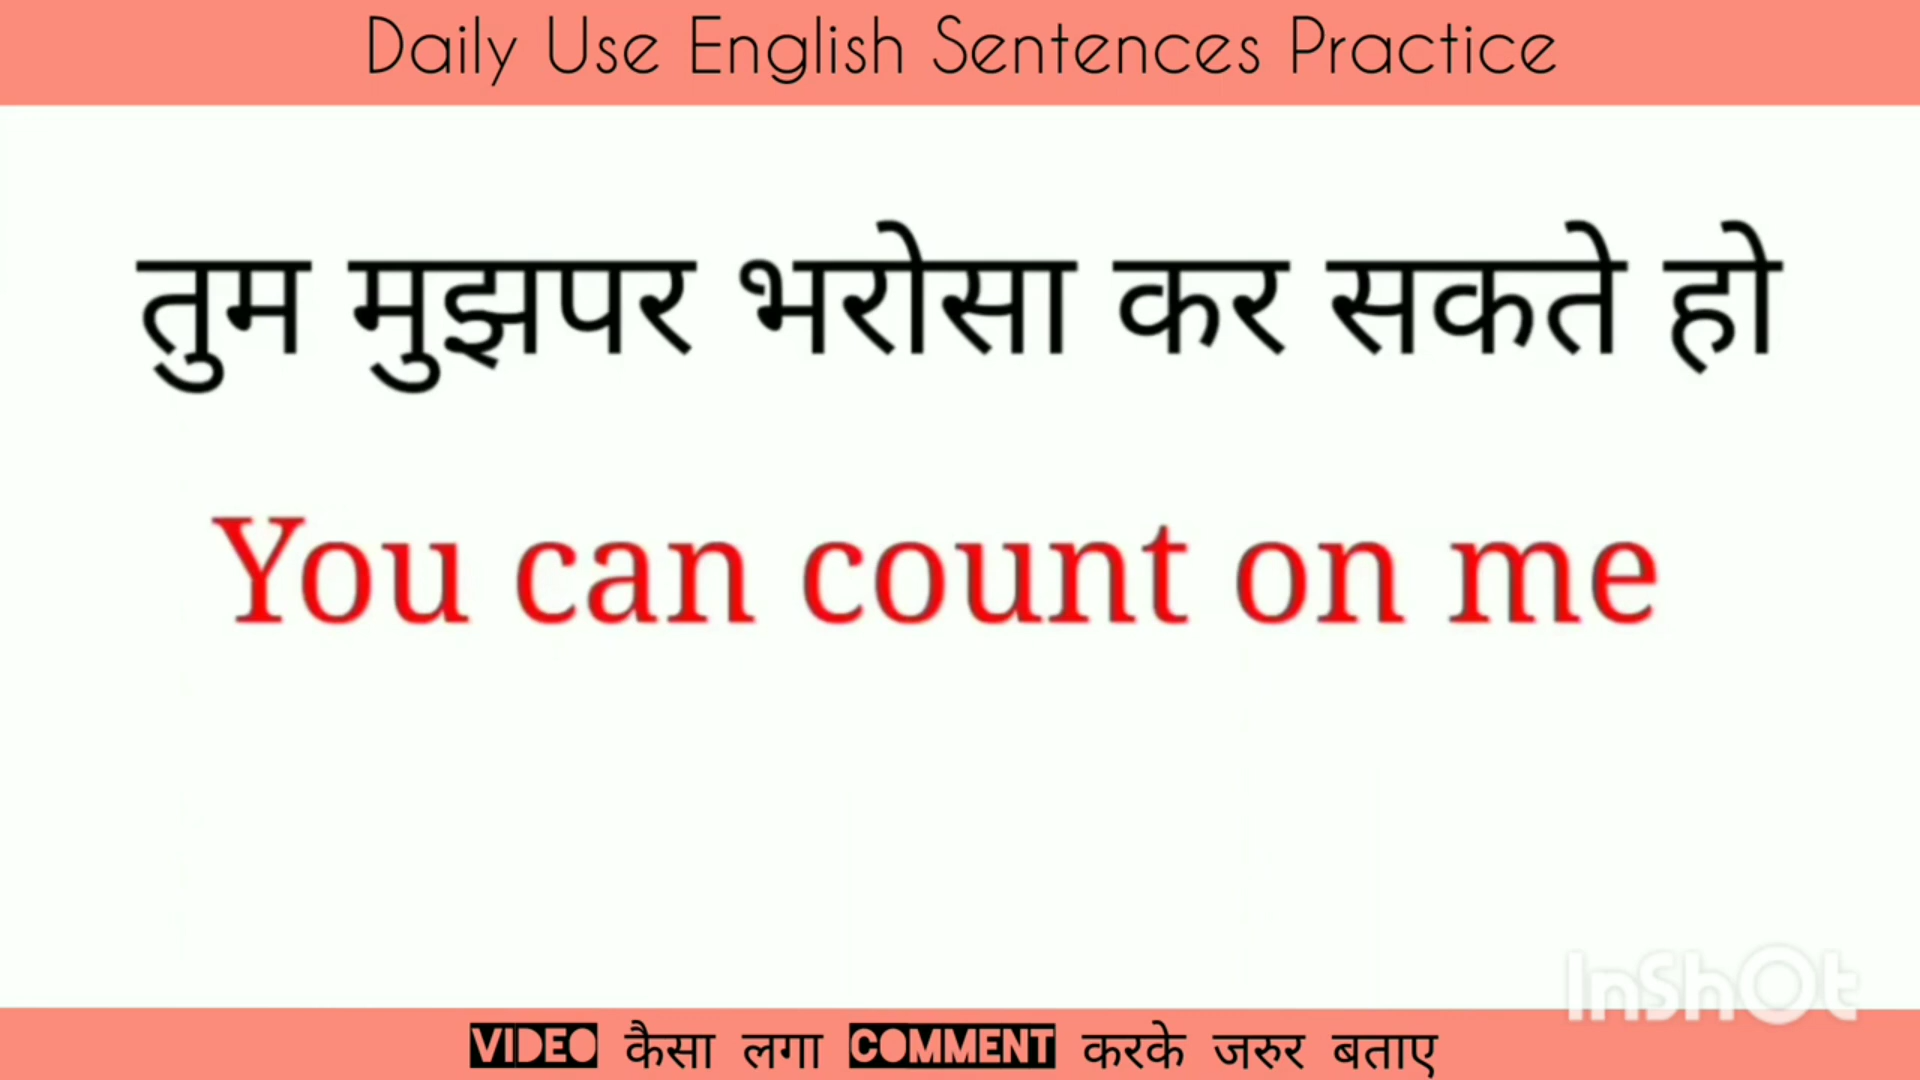 Daily Use English Sentences Practice
तुम मुझपर भरोसा कर सकते हो
You can count on me
InShOt
VIDEO कैसा लगा COMMENT करके जरुर बताए